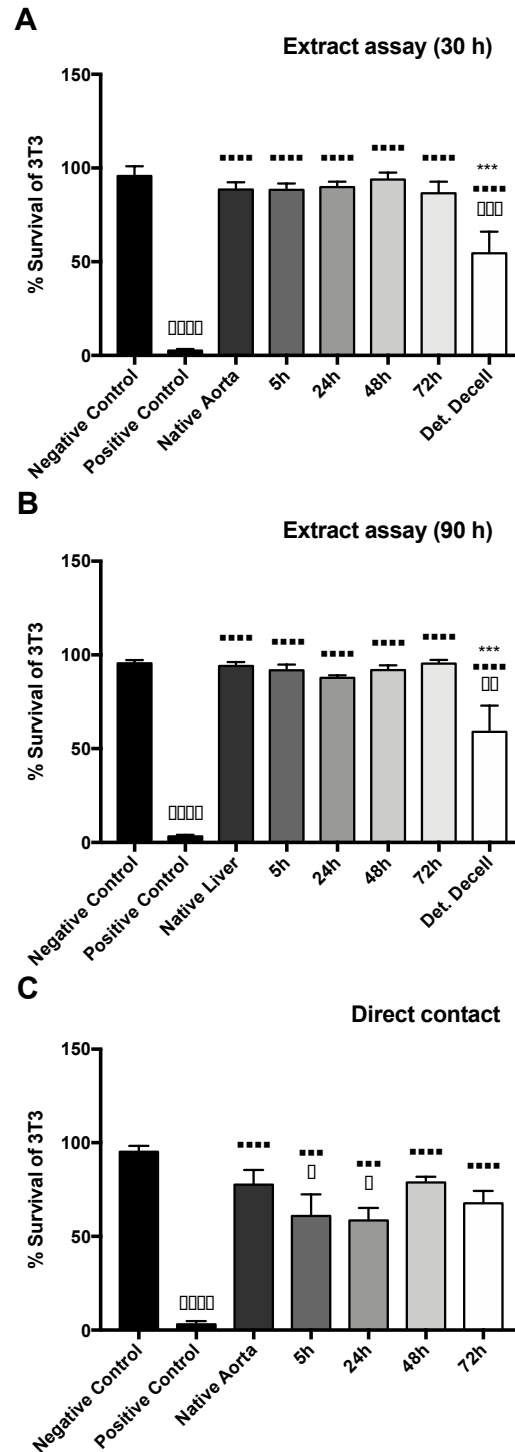 A
Extract assay (30 h)
% Survival of 3T3
150
100
50
0
▯▯▯▯
▪▪▪▪
▪▪▪▪
▪▪▪▪
▪▪▪▪
▪▪▪▪
***
▪▪▪▪
▯▯▯
Negative Control
Positive Control
Native Aorta
5h
24h
48h
72h
Det. Decell
B
Extract assay (90 h)
% Survival of 3T3
150
100
50
0
▯▯▯▯
▪▪▪▪
▪▪▪▪
▪▪▪▪
▪▪▪▪
▪▪▪▪
***
▪▪▪▪
▯▯
Negative Control
Positive Control
Native Liver
5h
24h
48h
72h
Det. Decell
C
Direct contact
% Survival of 3T3
150
100
50
0
▯▯▯▯
▪▪▪▪
▪▪▪
▯
▪▪▪
▯
▪▪▪▪
▪▪▪▪
Negative Control
Positive Control
Native Aorta
5h
24h
48h
72h